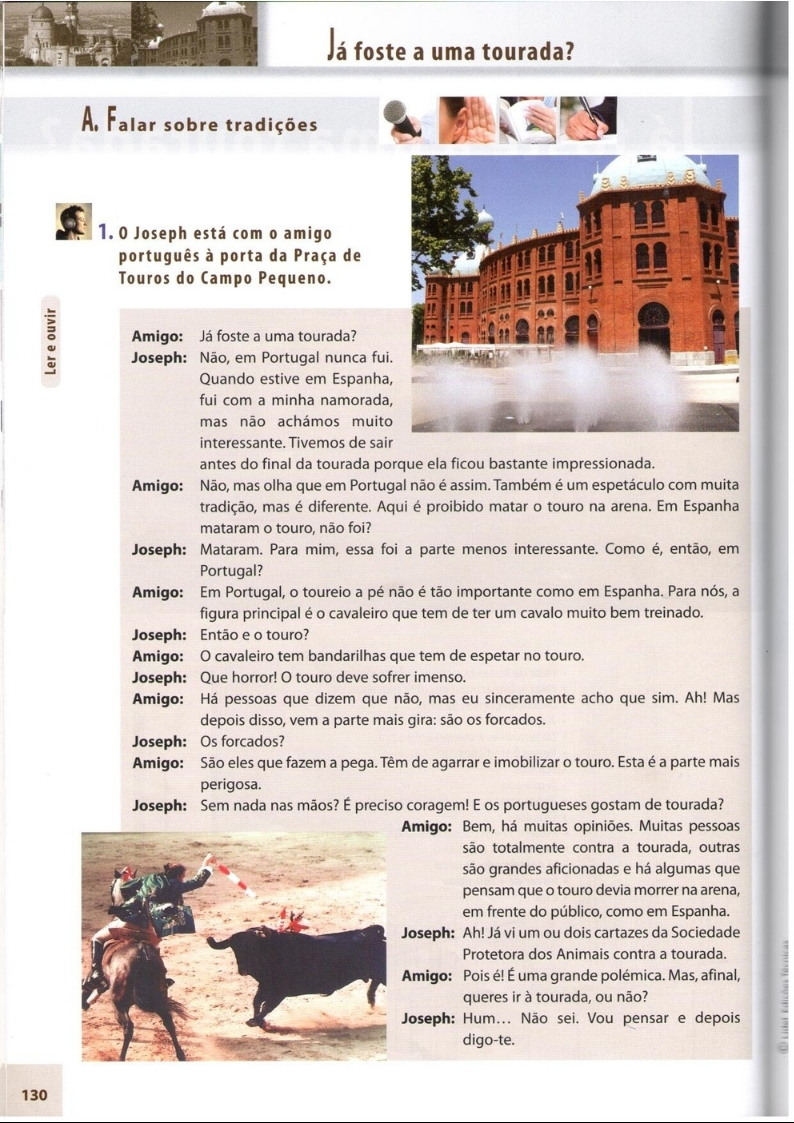 Já foste a uma tourada?
A. Falar sobre tradições
1. O Joseph está com o amigo
português à porta da Praça de
Touros do Campo Pequeno.
Ler e ouvir
Amigo: Já foste a uma tourada?
Joseph: Não, em Portugal nunca fui.
Quando estive em Espanha,
fui com a minha namorada,
mas não achámos muito
interessante. Tivemos de sair
antes do final da tourada porque ela ficou bastante impressionada.
Amigo: Não, mas olha que em Portugal não é assim. Também é um espetáculo com muita
tradição, mas é diferente. Aqui é proibido matar o touro na arena. Em Espanha
mataram o touro, não foi?
Joseph: Mataram. Para mim, essa foi a parte menos interessante. Como é, então, em
Portugal?
Amigo: Em Portugal, o toureio a pé não é tão importante como em Espanha. Para nós, a
figura principal é o cavaleiro que tem de ter um cavalo muito bem treinado.
Joseph: Então e o touro?
Amigo: O cavaleiro tem bandarilhas que tem de espetar no touro.
Joseph: Que horror! O touro deve sofrer imenso.
Amigo: Há pessoas que dizem que não, mas eu sinceramente acho que sim. Ah! Mas
depois disso, vem a parte mais gira: são os forcados.
Joseph: Os forcados?
Amigo: São eles que fazem a pega. Têm de agarrar e imobilizar o touro. Esta é a parte mais
perigosa.
Joseph: Sem nada nas mãos? É preciso coragem! E os portugueses gostam de tourada?
Amigo: Bem, há muitas opiniões. Muitas pessoas
são totalmente contra a tourada, outras
são grandes aficionadas e há algumas que
pensam que o touro devia morrer na arena,
em frente do público, como em Espanha.
Joseph: Ah! Já vi um ou dois cartazes da Sociedade
Protetora dos Animais contra a tourada.
Amigo: Pois é! É uma grande polémica. Mas, afinal,
queres ir à tourada, ou não?
Joseph: Hum... Não sei. Vou pensar e depois
digo-te.
© Lidel Edições Técnicas
130